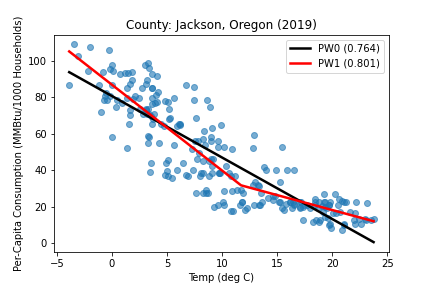 County: Jackson, Oregon (2019)
PW0 (0.764)
PW1 (0.801)
Per-Capita Consumption (MMBtu/1000 Households)
100
80
60
40
20
0
−5 0 5 10 15 20 25
Temp (deg C)